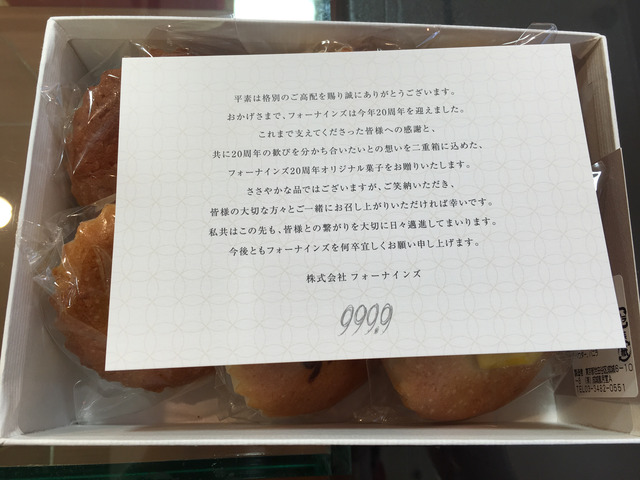 平素は格別のご高配を賜り誠にありがとうございます。
おかげさまで、フォーナインズは今年20周年を迎えました。
これまで支えてくださった皆様への感謝と、
共に20周年の歓びを分かち合いたいとの想いを二重箱に込めた、
フォーナインズ20周年オリジナル菓子をお贈りいたします。
ささやかな品ではございますが、ご笑納いただき、
皆様の大切な方々とご一緒にお召し上がりいただければ幸いです。
私共はこの先も、皆様との繋がりを大切に日々邁進してまいります。
今後ともフォーナインズを何卒宜しくお願い申し上げます。
株式会社 フォーナインズ
999.9
TEL03-3482-0551